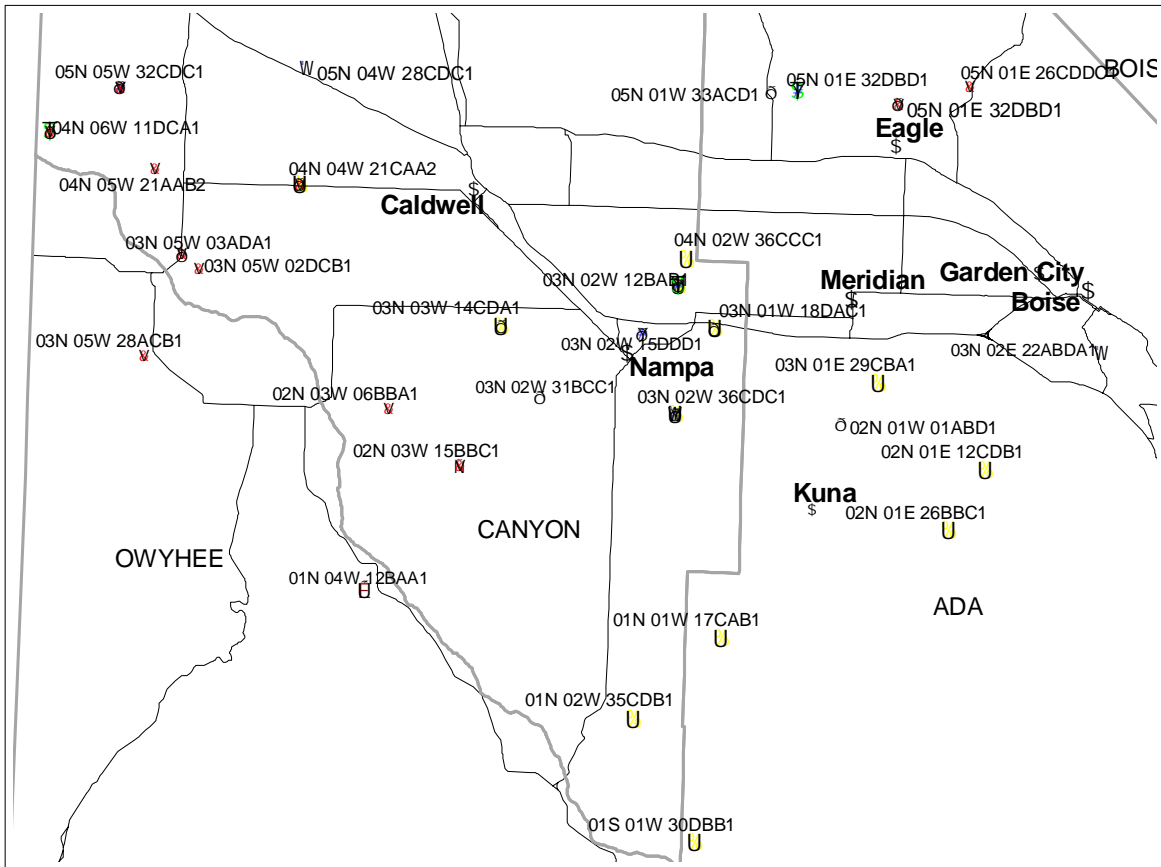 05N 05W 32CDC1
05N 04W 28CDC1
05N 01W 33ACD1
05N 01E 32DBD1
05N 01E 26CDDC1
BOIS
05N 01E 32DBD1
Eagle
04N 06W 11DCA1
04N 05W 21AAB2
04N 04W 21CAA2
Caldwell
03N 05W 03ADA1
03N 05W 02DCB1
04N 02W 36CCC1
03N 02W 12BAB1
Meridian
Garden City
Boise
03N 03W 14CDA1
03N 01W 18DAC1
03N 02W 15DDD1
Nampa
03N 05W 28ACB1
03N 02E 22ABDA1
03N 01E 29CBA1
02N 03W 06BBA1
03N 02W 31BCC1
03N 02W 36CDC1
02N 01W 01ABD1
02N 03W 15BBC1
02N 01E 12CDB1
Kuna
02N 01E 26BBC1
CANYON
OWYHEE
01N 04W 12BAA1
ADA
01N 01W 17CAB1
01N 02W 35CDB1
01S 01W 30DBB1